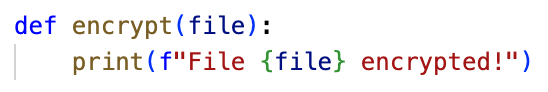 def encrypt(file):
    print(f"File {file} encrypted!")